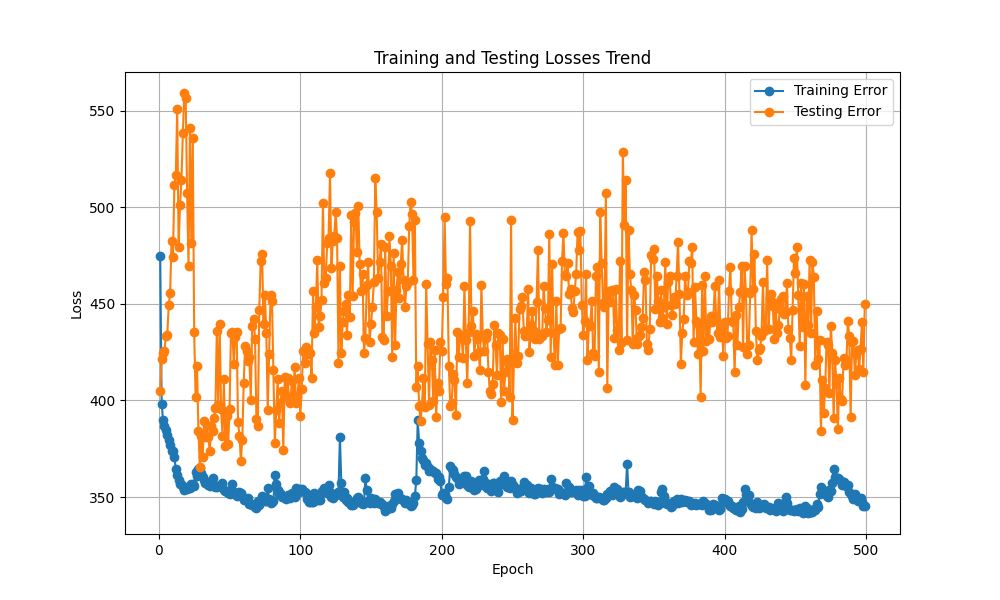 Training and Testing Losses Trend
Training Error
Testing Error
Loss
550
500
450
400
350
0 100 200 300 400 500
Epoch